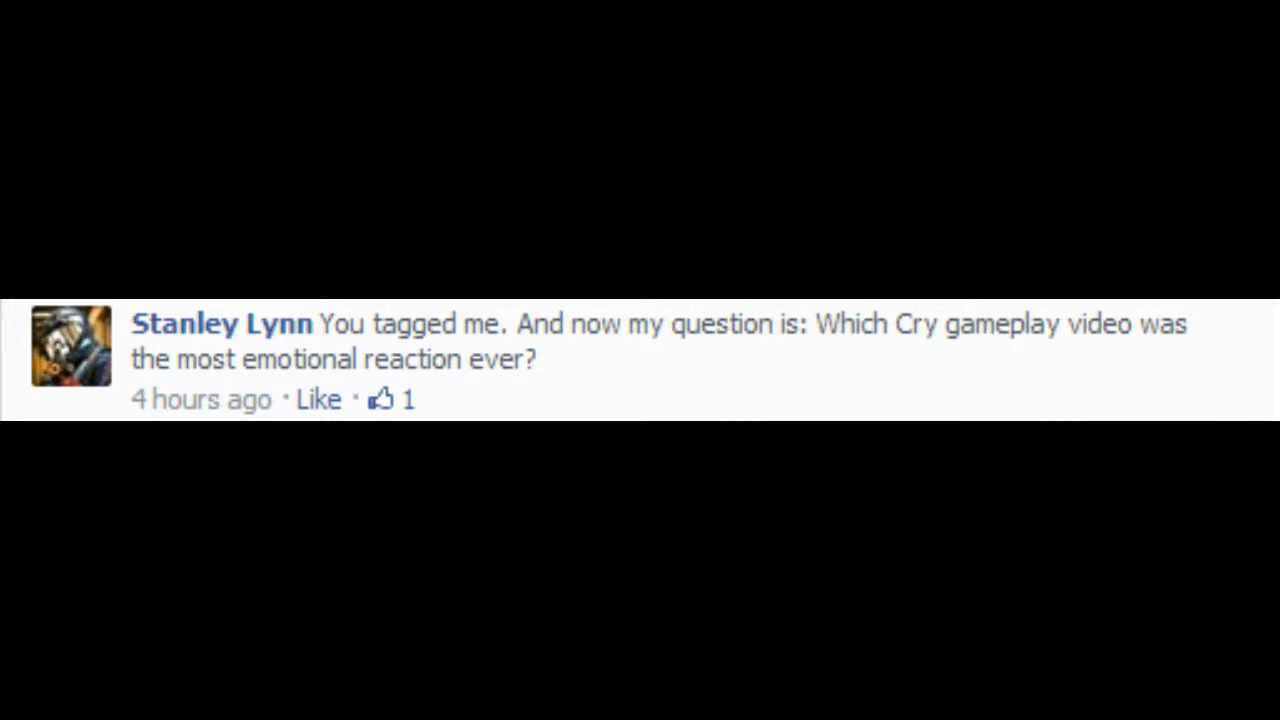 Stanley Lynn You tagged me. And now my question is: Which Cry gameplay video was
the most emotional reaction ever?
4 hours ago · Like · 1